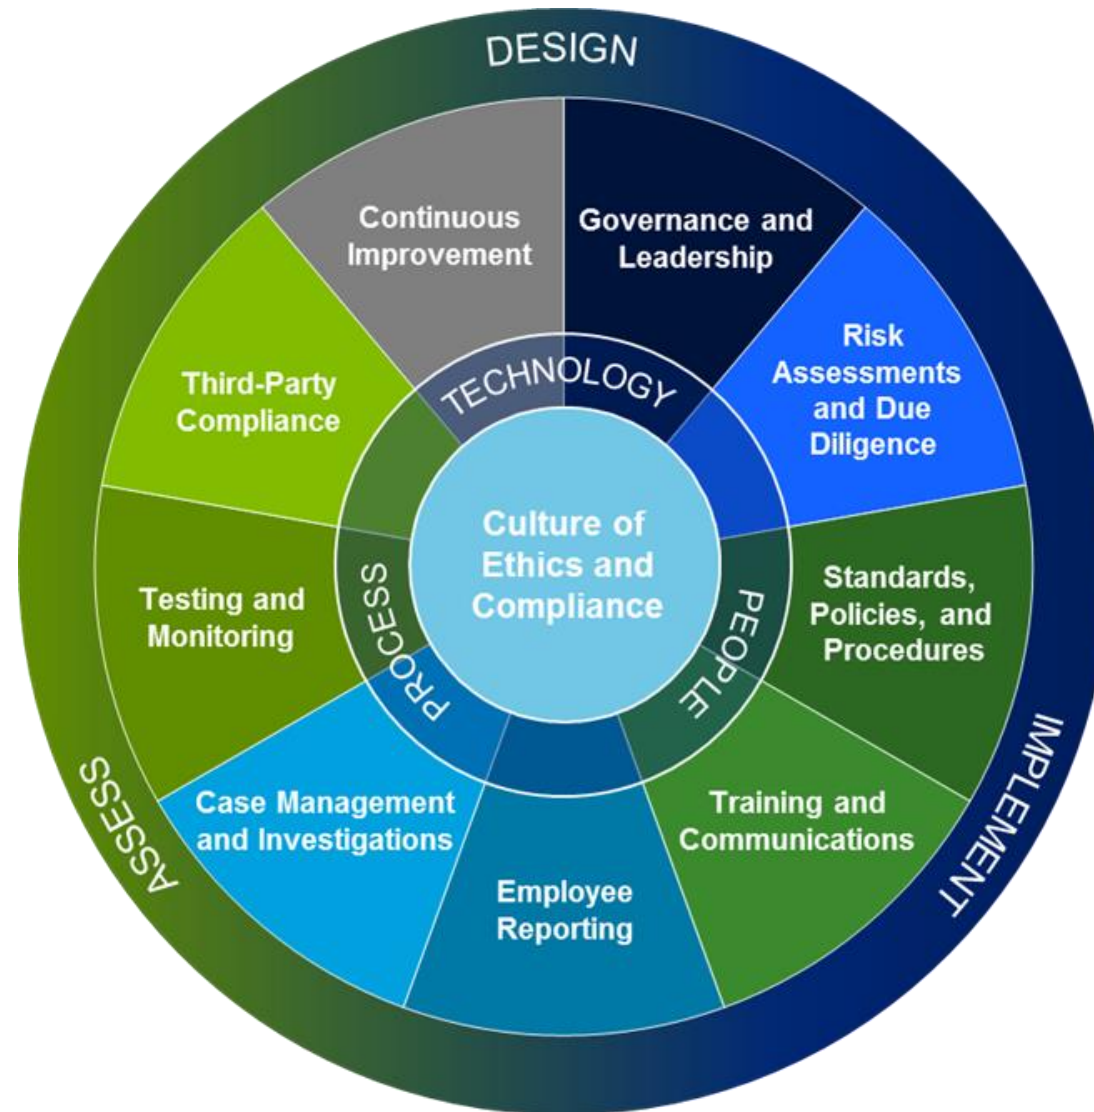 DESIGN
Continuous
Improvement
Governance and
Leadership
Risk
Assessments
and Due
Diligence
Third-Party
Compliance
TECHNOLOGY
Culture of
Ethics and
Compliance
PROCESS
PEOPLE
Testing and
Monitoring
Standards,
Policies, and
Procedures
Case Management
and Investigations
Training and
Communications
Employee
Reporting
ASSESS
IMPLEMENT